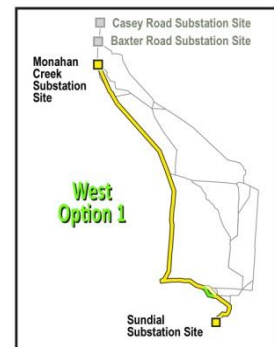 Casey Road Substation Site
Baxter Road Substation Site
Monahan
Creek
Substation
Site
West
Option 1
Sundial
Substation Site